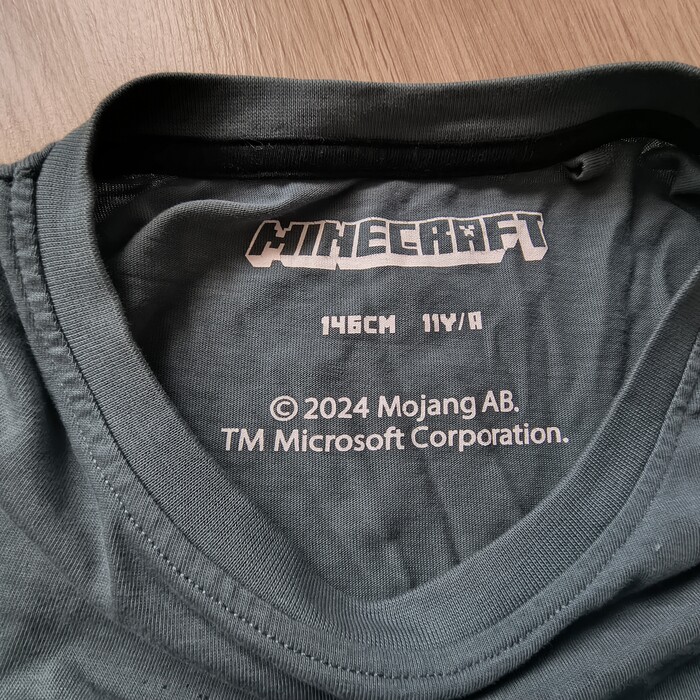 MINECRAFT
146CM 11Y/A
© 2024 Mojang AB.
TM Microsoft Corporation.